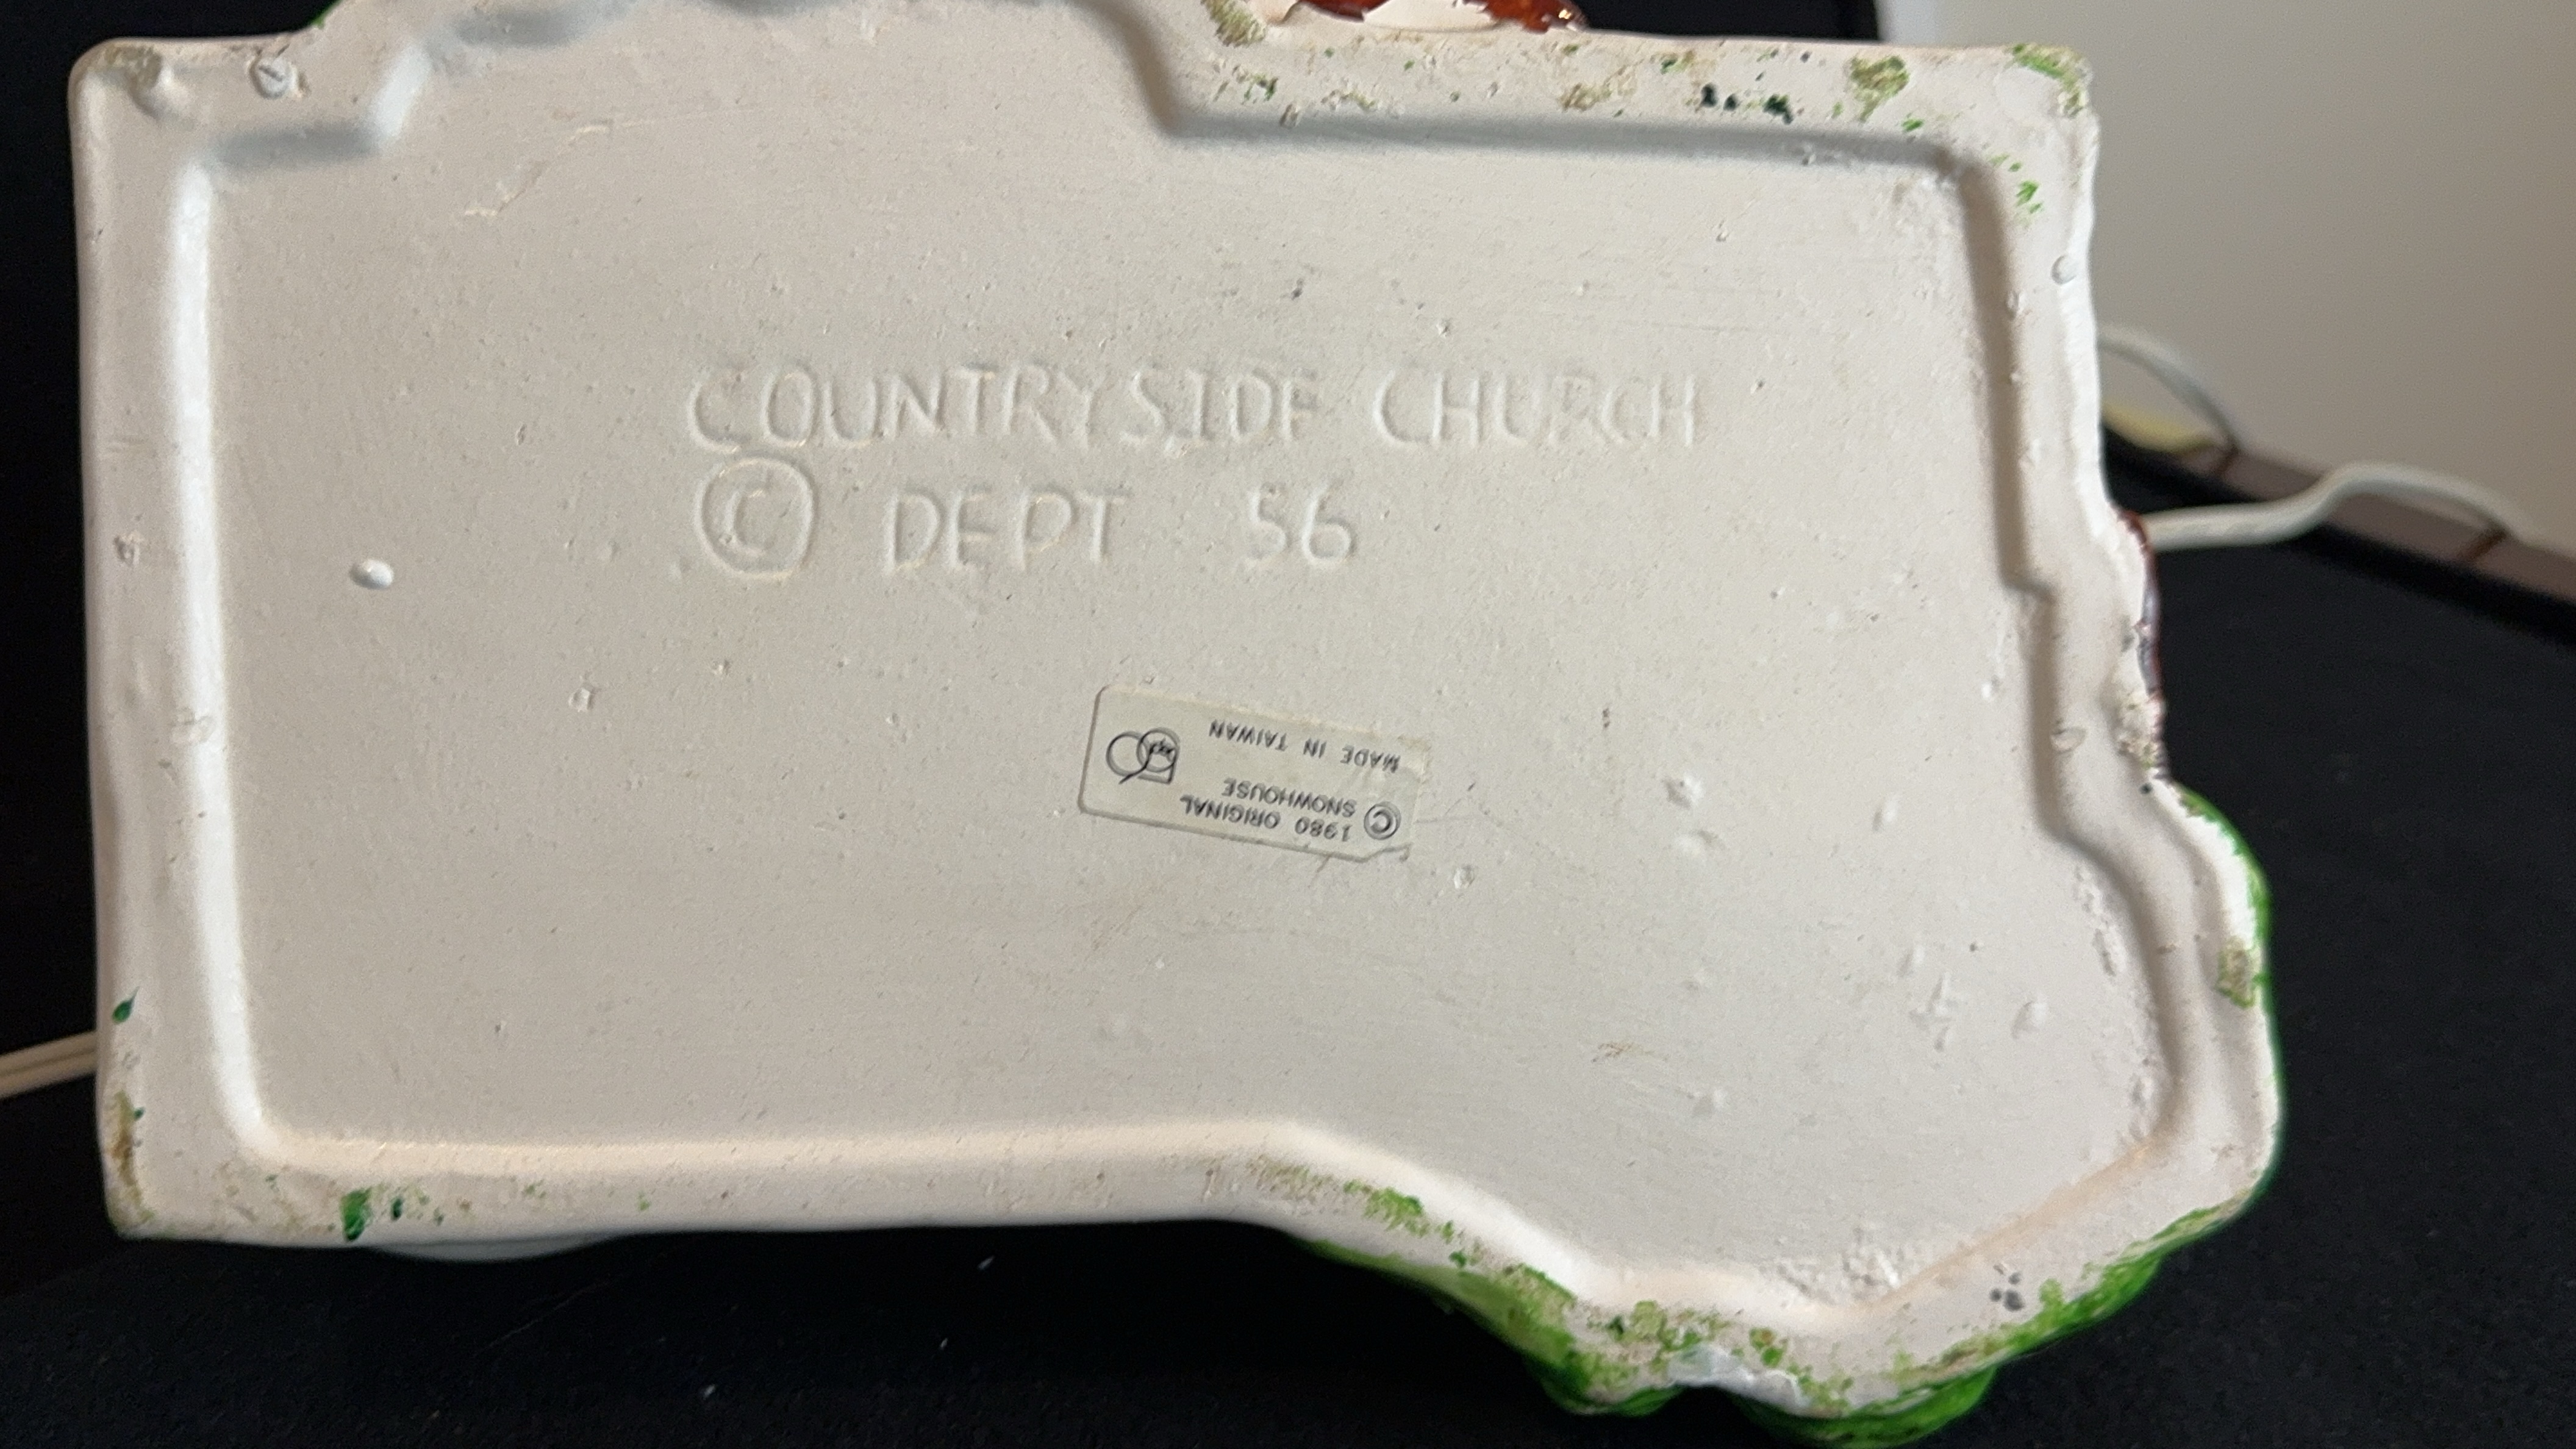 COUNTRYSIDE CHURCH
© DEPT 56
1980 ORIGINAL
© SNOWHOUSE
MADE IN TAIWAN